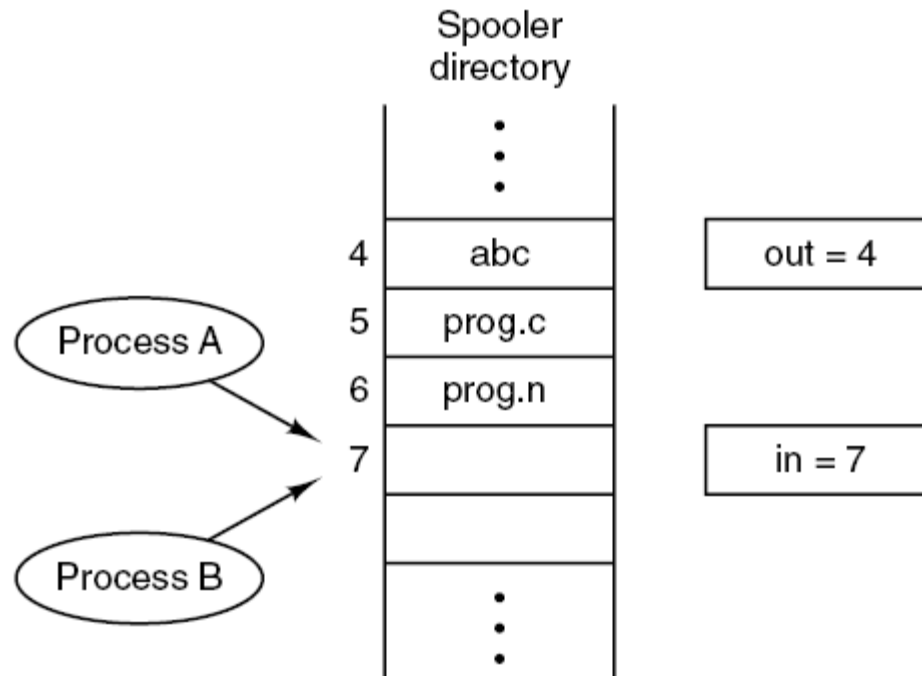 Spooler
directory
4
abc
out = 4
Process A
5
prog.c
6
prog.n
7
in = 7
Process B